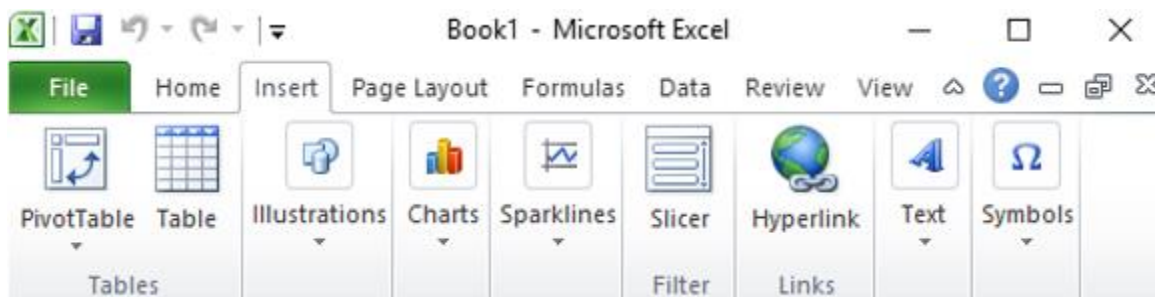 Book1 - Microsoft Excel
File Home Insert Page Layout Formulas Data Review View
PivotTable Table Illustrations Charts Sparklines Slicer Hyperlink Text Symbols
Tables Filter Links